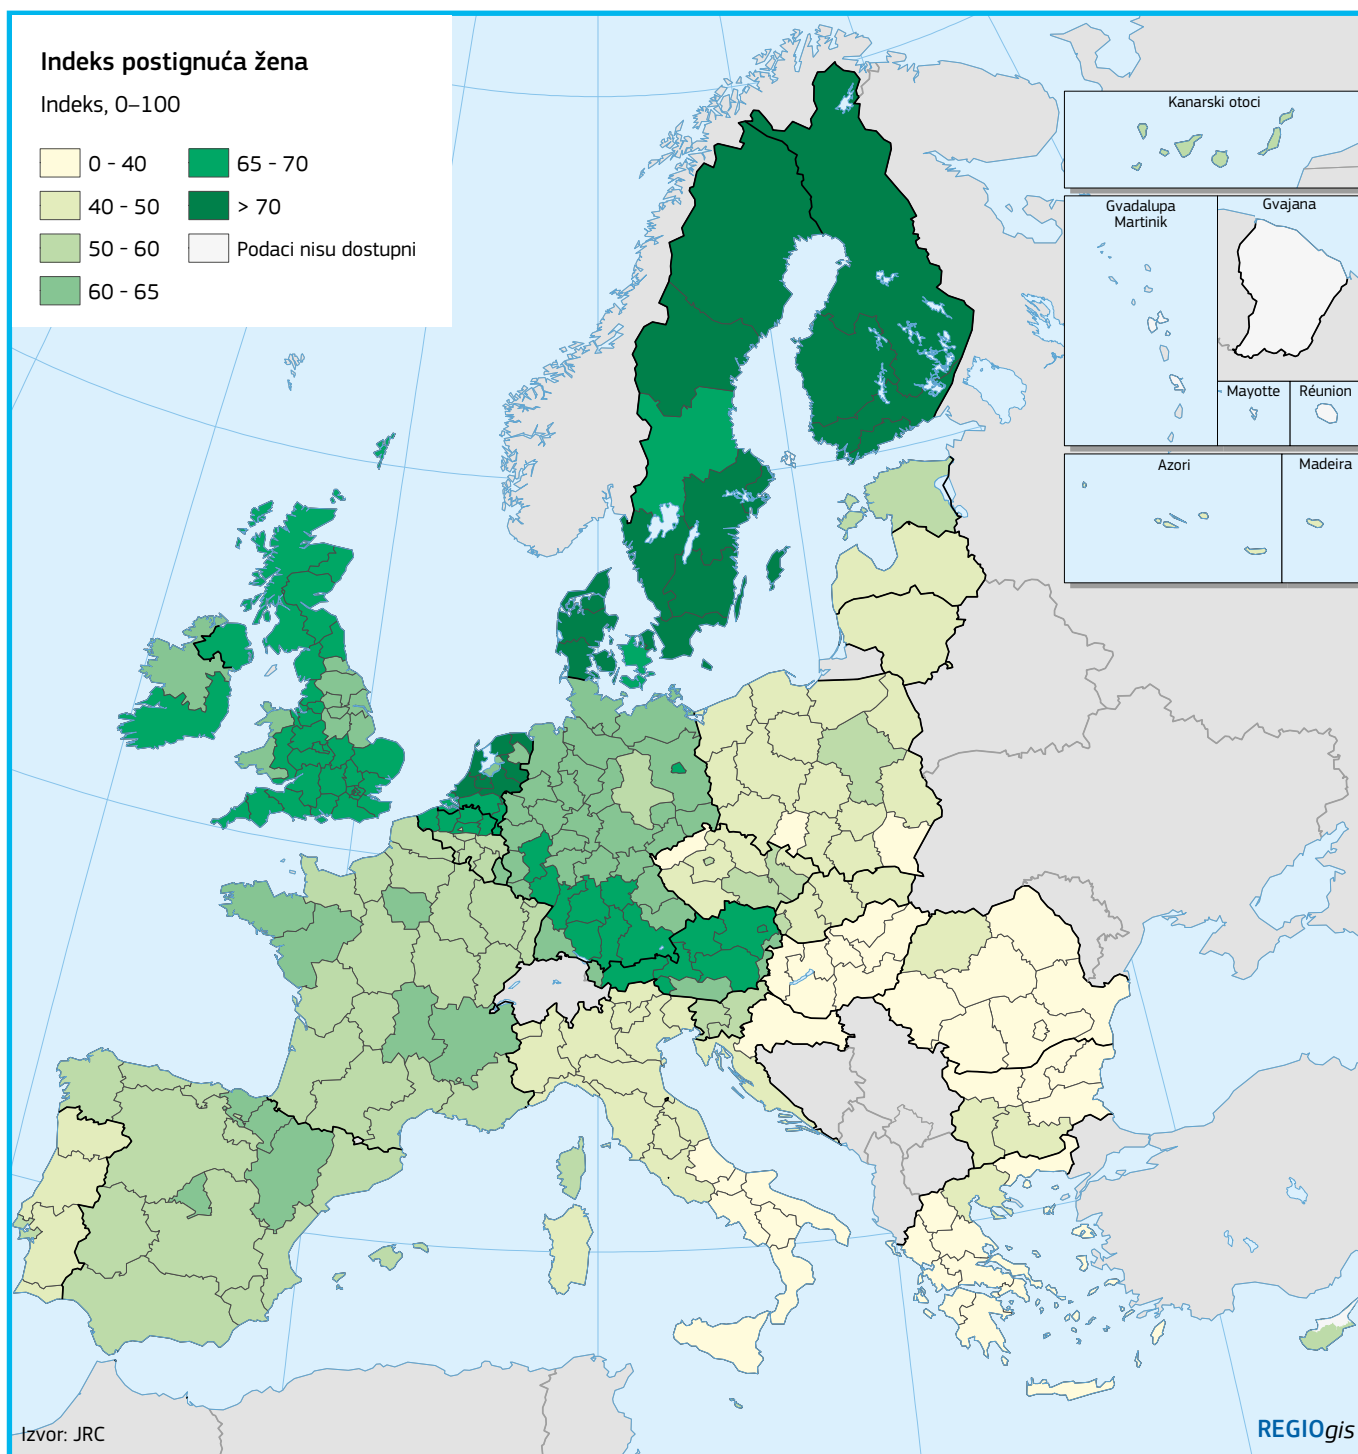 Indeks postignuća žena
Indeks, 0–100
0 - 40
40 - 50
50 - 60
60 - 65
65 - 70
> 70
Podaci nisu dostupni
Kanarski otoci
Gvadalupa
Martinik
Gvajana
Mayotte
Réunion
Azori
Madeira
Izvor: JRC
REGIOgis